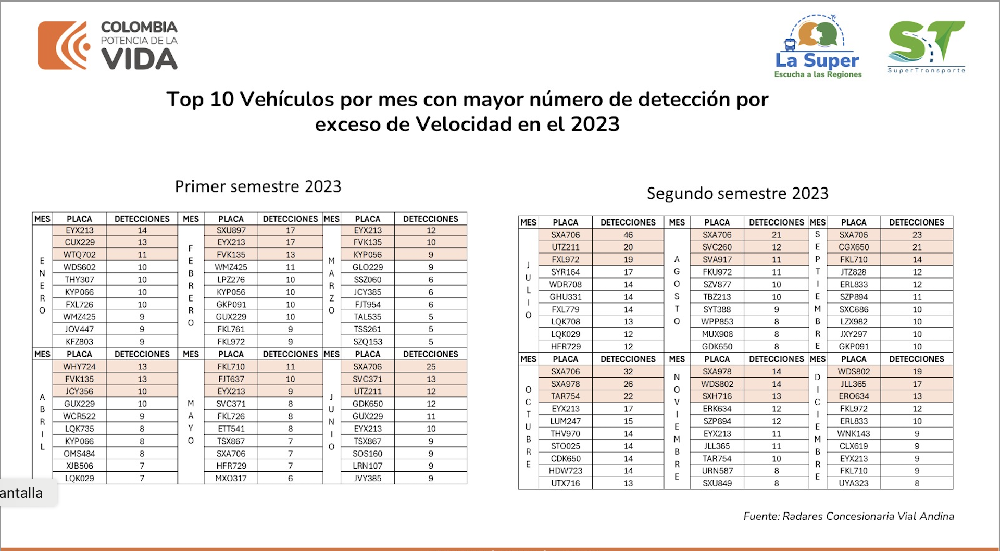 COLOMBIA
POTENCIA DE LA
VIDA
La Super
Escucha a las Regiones
ST
SuperTransporte
Top 10 Vehículos por mes con mayor número de detección por
exceso de Velocidad en el 2023
Primer semestre 2023
MES PLACA DETECCIONES MES PLACA DETECCIONES MES PLACA DETECCIONES
ENERO FEBRERO MARZO
EYX213 14 SXU897 17 EYX213 12
CUX229 13 EYX213 17 FVK135 10
WTQ702 11 FVK135 13 KYP056 9
WDS602 10 WMZ425 11 GLO229 9
THY307 10 LPZ276 10 SSZ060 6
KYP066 10 KYP056 10 JCY385 6
FXL726 10 GKP091 10 FJT954 6
WMZ425 9 GUX229 10 TAL535 5
JOV447 9 FKL761 9 TSS261 5
KFZ803 9 FKL972 9 SZQ153 5
MES PLACA DETECCIONES MES PLACA DETECCIONES MES PLACA DETECCIONES
ABRIL MAYO JUNIO
WHY724 13 FKL710 11 SXA706 25
FVK135 13 FJT637 10 SVC371 13
JCY356 10 EYX213 9 UTZ211 12
GUX229 10 SVC371 8 GDK650 12
WCR522 9 FKL726 8 GUX229 11
LQK735 8 ETT541 8 EYX213 10
KYP066 8 TSX867 7 TSX867 9
OMS484 8 SXA706 7 SOS160 9
XJB506 7 HFR729 7 LRN107 9
LQK029 7 MXO317 6 JVY385 9
Segundo semestre 2023
MES PLACA DETECCIONES MES PLACA DETECCIONES MES PLACA DETECCIONES
JULIO AGOSTO SEPTIEMBRE
SXA706 46 SXA706 21 SXA706 23
UTZ211 20 SVC260 12 CGX650 21
FXL972 19 SVA917 11 FKL710 14
SYR164 17 FKU972 11 JTZ828 12
WDR708 14 SZV877 10 ERL833 12
GHU331 14 TBZ213 10 SZP894 11
FXL779 14 SYT388 9 SXC686 10
LQK708 13 WPP853 8 LZX982 10
LQK029 12 MUX908 8 JXY297 10
HFR729 12 GDK650 8 GKP091 10
MES PLACA DETECCIONES MES PLACA DETECCIONES MES PLACA DETECCIONES
OCTUBRE NOVIEMBRE DICIEMBRE
SXA706 32 SXA978 14 WDS802 19
SXA978 26 WDS802 14 JLL365 17
TAR754 22 SXH716 13 ERO634 13
EYX213 17 ERK634 12 FKL972 12
LUM247 15 SZP894 12 ERL833 10
THV970 14 EYX213 11 WNK143 9
STO025 14 JLL365 11 CLX619 9
CDK650 14 TAR754 10 EYX213 9
HDW723 14 URN587 8 FKL710 9
UTX716 13 SXU849 8 UYA323 8
antalla
Fuente: Radares Concesionaria Vial Andina